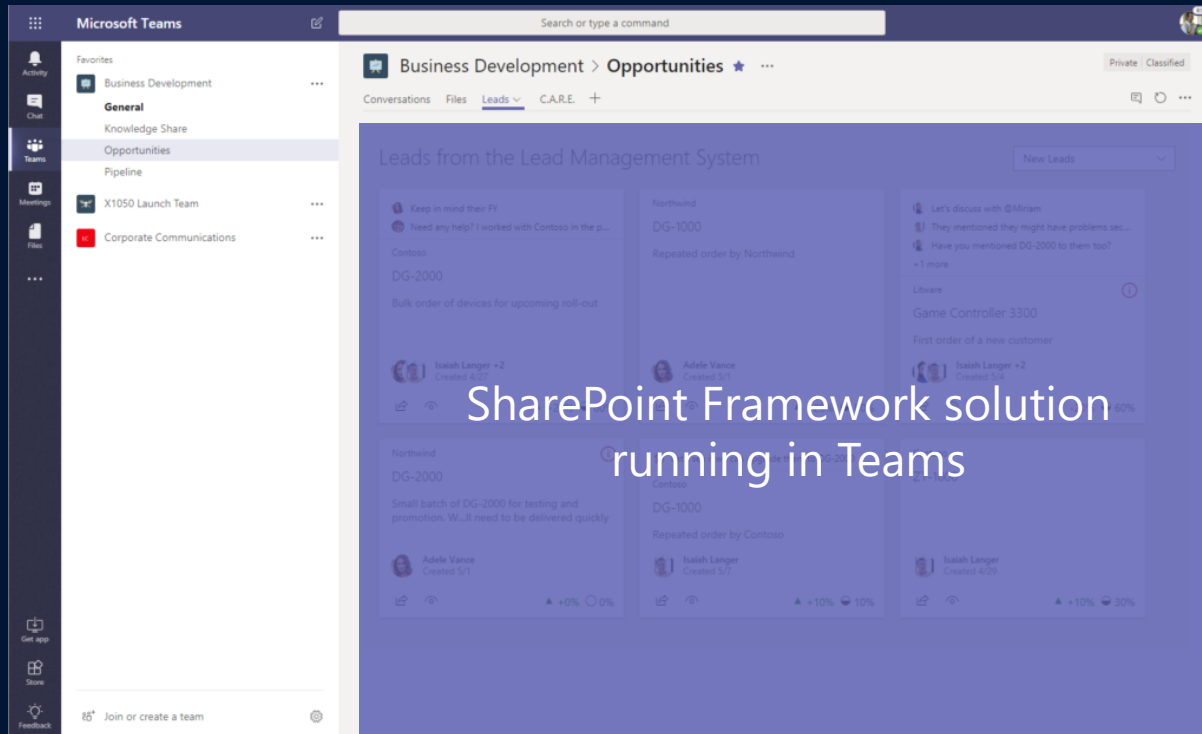 Microsoft Teams
Search or type a command
Activity
Chat
Teams
Meetings
Files
Get app
Store
Feedback
Favorites
Business Development
General
Knowledge Share
Opportunities
Pipeline
X1050 Launch Team
Corporate Communications
Join or create a team
Business Development > Opportunities
Private Classified
Conversations Files Leads C.A.R.E.
Leads from the Lead Management System
New Leads
Keep in mind their FY
Need any help? I worked with Contoso in the p...
Contoso
DG-2000
Bulk order of devices for upcoming roll-out
Isaiah Langer +2
Created 4/27
Northwind
DG-1000
Repeated order by Northwind
Adele Vance
Created 5/1
Let's discuss with @Miriam
They mentioned they might have problems sec...
Have you mentioned DG-2000 to them too?
+1 more
Litware
Game Controller 3300
First order of a new customer
Isaiah Langer +2
Created 5/4
60%
SharePoint Framework solution
running in Teams
Northwind
DG-2000
Small batch of DG-2000 for testing and
promotion. W...ll need to be delivered quickly
Adele Vance
Created 5/1
+0% 0%
Contoso
DG-1000
Repeated order by Contoso
Isaiah Langer
Created 5/7
+10% 10%
Isaiah Langer
Created 4/29
+10% 30%